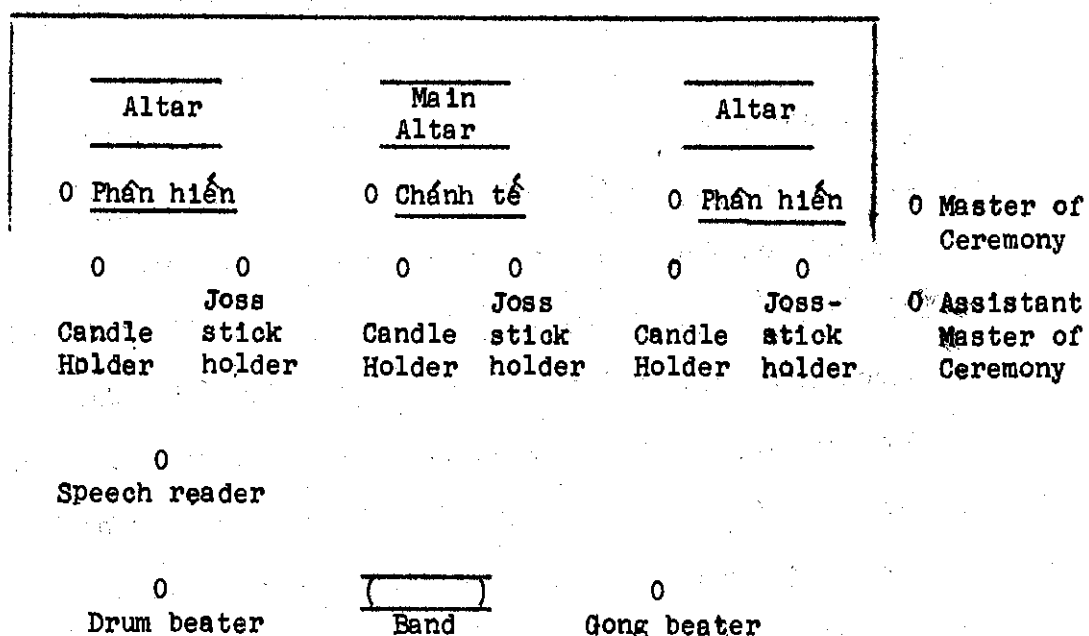 Altar Main Altar
Altar
0 Phân hiến 0 Chánh tế 0 Phân hiến 0 Master of
Ceremony
0 0 0 0 0 0
Joss Joss Joss- 0 Assistant
Candle stick Candle stick Candle stick Master of
Holder holder Holder holder Holder holder Ceremony
0
Speech reader
0 0
Drum beater Band Gong beater